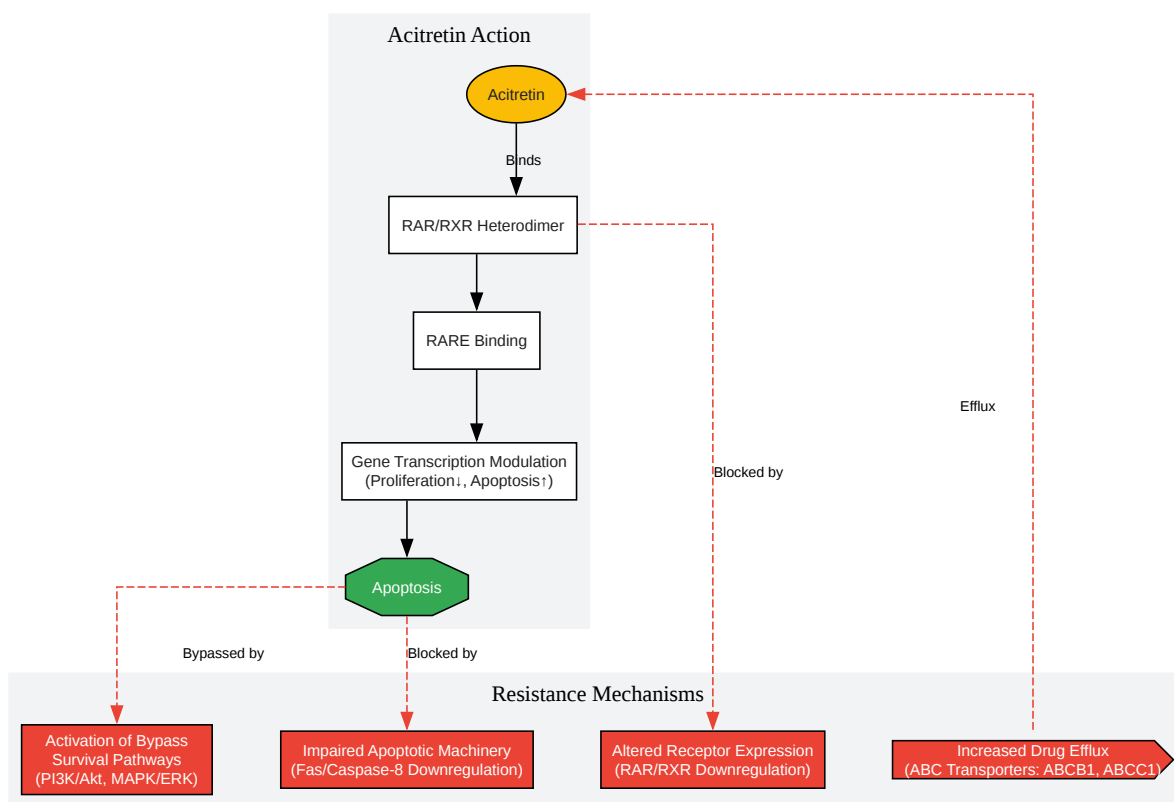 Acitretin Action
Acitretin
Binds
RAR/RXR Heterodimer
RARE Binding
Efflux
Gene Transcription Modulation
(Proliferation↓, Apoptosis↑)
Blocked by
Apoptosis
Bypassed by
Blocked by
Resistance Mechanisms
Activation of Bypass
Survival Pathways
(PI3K/Akt, MAPK/ERK)
Impaired Apoptotic Machinery
(Fas/Caspase-8 Downregulation)
Altered Receptor Expression
(RAR/RXR Downregulation)
Increased Drug Efflux
(ABC Transporters: ABCB1, ABCC1)